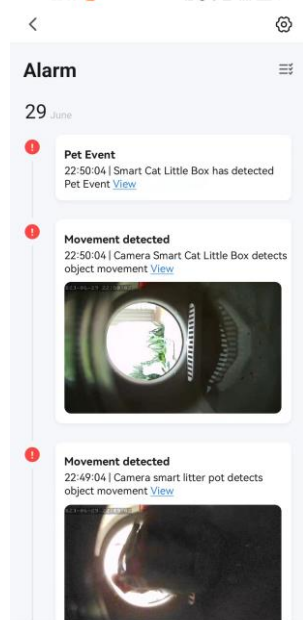 Alarm
29 June
Pet Event
22:50:04 | Smart Cat Little Box has detected
Pet Event View
Movement detected
22:50:04 | Camera Smart Cat Little Box detects
object movement View
Movement detected
22:49:04 | Camera smart litter pot detects
object movement View